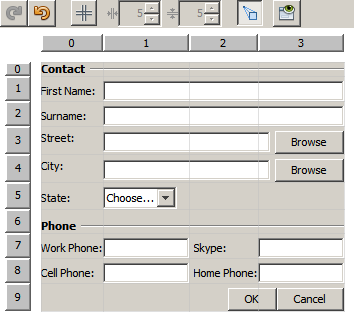 5 5
0 1 2 3
0 Contact
1 First Name:
2 Surname:
3 Street: Browse
4 City: Browse
5 State: Choose...
6 Phone
7 Work Phone: Skype:
8 Cell Phone: Home Phone:
9 OK Cancel